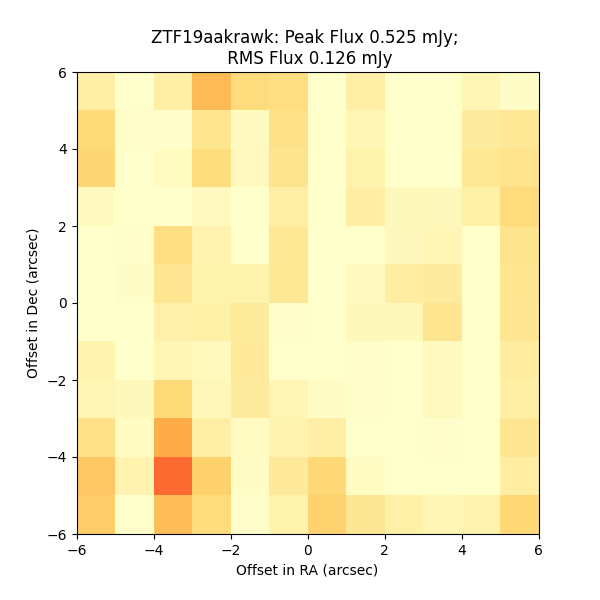 ZTF19aakrawk: Peak Flux 0.525 mJy;
RMS Flux 0.126 mJy
6
4
2
0
−2
−4
−6
Offset in Dec (arcsec)
−6 −4 −2 0 2 4 6
Offset in RA (arcsec)